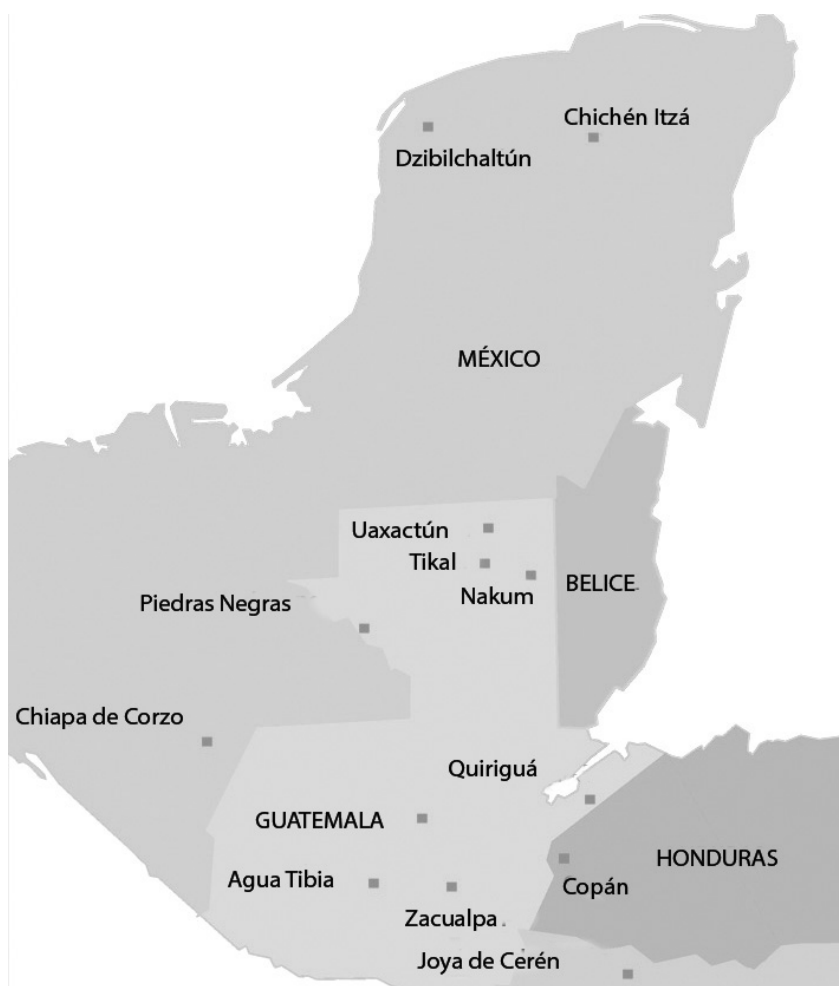 Chichén Itzá
Dzibilchaltún
MÉXICO
Uaxactún
Tikal
Nakum
BELICE
Piedras Negras
Chiapa de Corzo
Quiriguá
GUATEMALA
HONDURAS
Agua Tibia
Copán
Zacualpa
Joya de Cerén